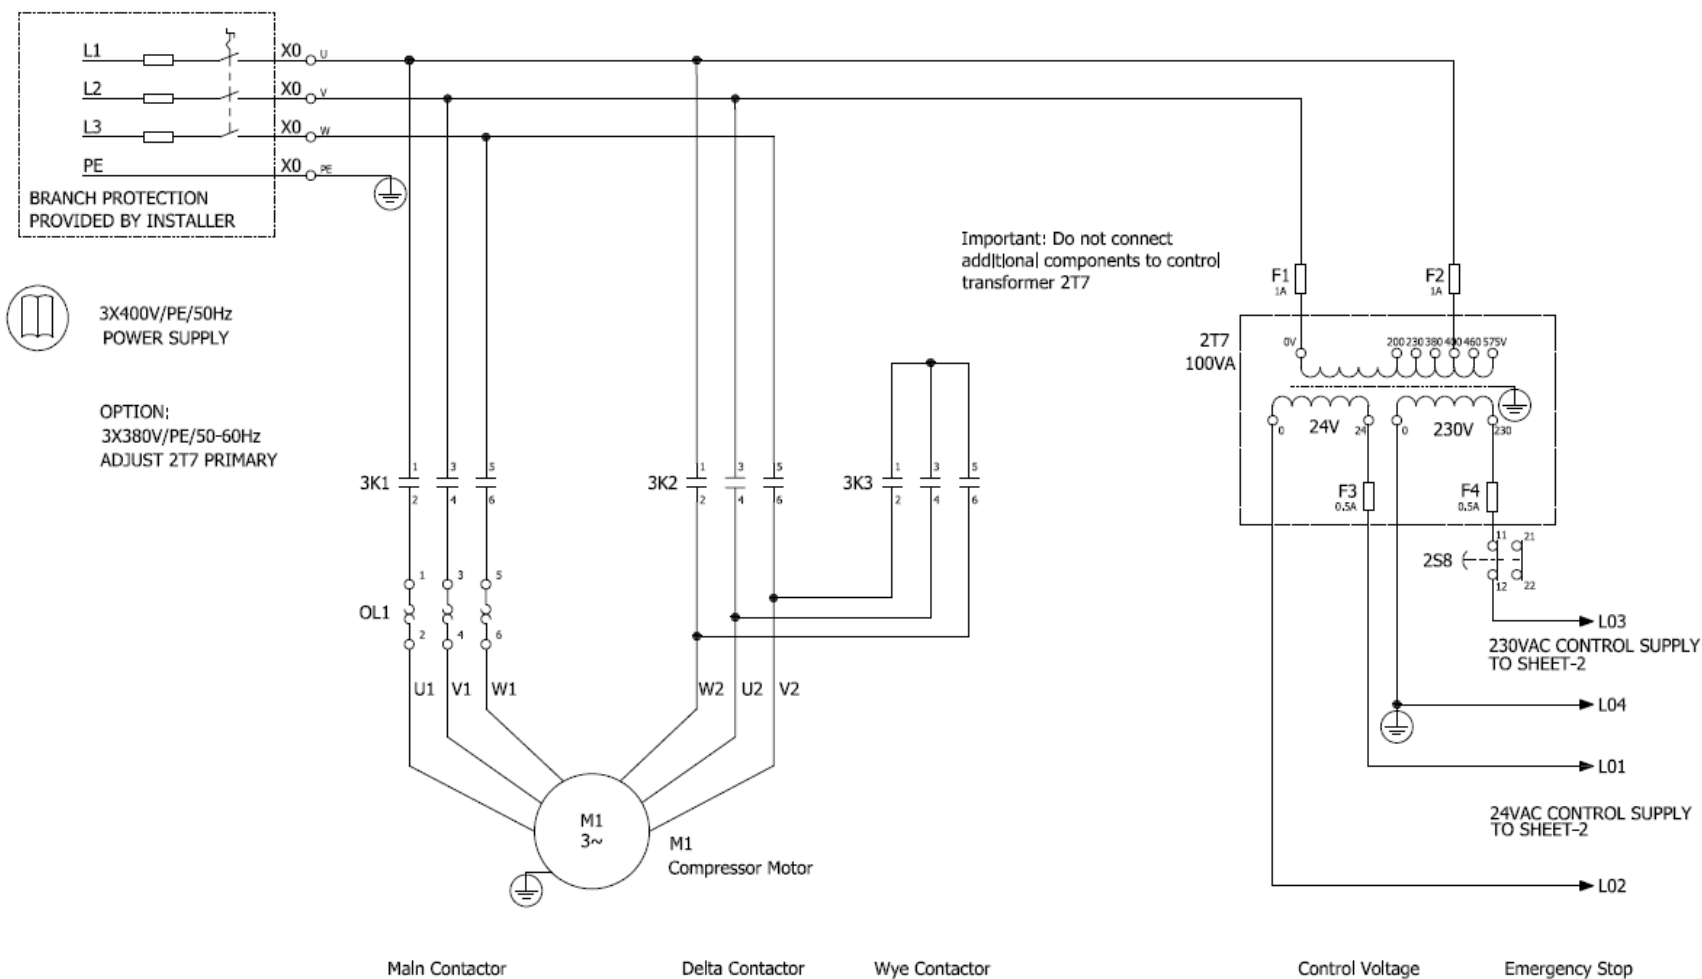 L1
X0
U
L2
X0
V
L3
X0
W
PE
X0
PE
BRANCH PROTECTION
PROVIDED BY INSTALLER
3X400V/PE/50Hz
POWER SUPPLY
OPTION:
3X380V/PE/50-60Hz
ADJUST 2T7 PRIMARY
Important: Do not connect
additional components to control
transformer 2T7
F1
1A
F2
1A
2T7
100VA
0V
200 230 380 400 460 575V
0
24V
24
0
230V
230
F3
0.5A
F4
0.5A
2S8
11
21
12
22
L03
230VAC CONTROL SUPPLY
TO SHEET-2
L04
L01
24VAC CONTROL SUPPLY
TO SHEET-2
L02
3K1
1
3
5
2
4
6
3K2
1
3
5
2
4
6
3K3
1
3
5
2
4
6
OL1
1
3
5
2
4
6
U1
V1
W1
W2
U2
V2
M1
3~
M1
Compressor Motor
Main Contactor
Delta Contactor
Wye Contactor
Control Voltage
Emergency Stop